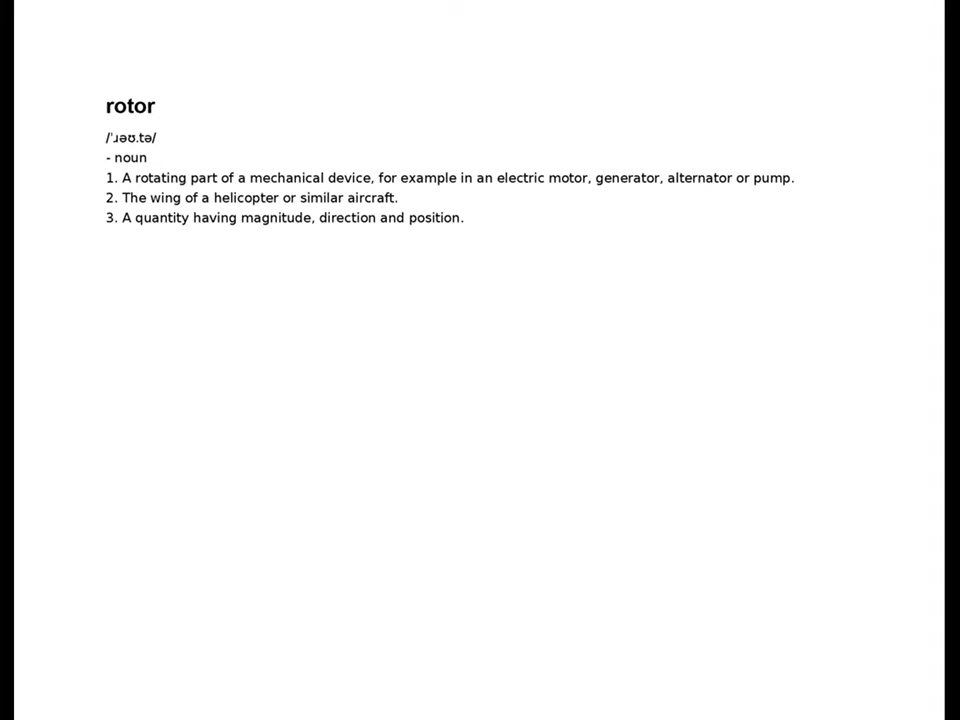 rotor
/ˈɹəʊ.tə/
- noun
1. A rotating part of a mechanical device, for example in an electric motor, generator, alternator or pump.
2. The wing of a helicopter or similar aircraft.
3. A quantity having magnitude, direction and position.